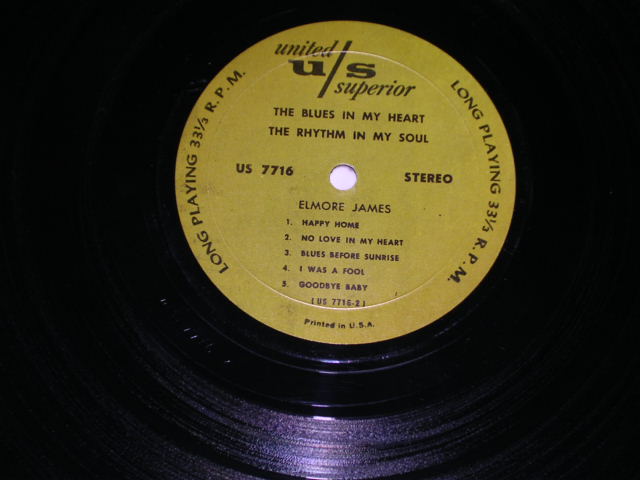 united
u/s
superior
THE BLUES IN MY HEART
THE RHYTHM IN MY SOUL
US 7716
STEREO
ELMORE JAMES
1. HAPPY HOME
2. NO LOVE IN MY HEART
3. BLUES BEFORE SUNRISE
4. I WAS A FOOL
5. GOODBYE BABY
(US 7716-2)
Printed in U.S.A.
LONG PLAYING 33⅓ R.P.M.
LONG PLAYING 33⅓ R.P.M.